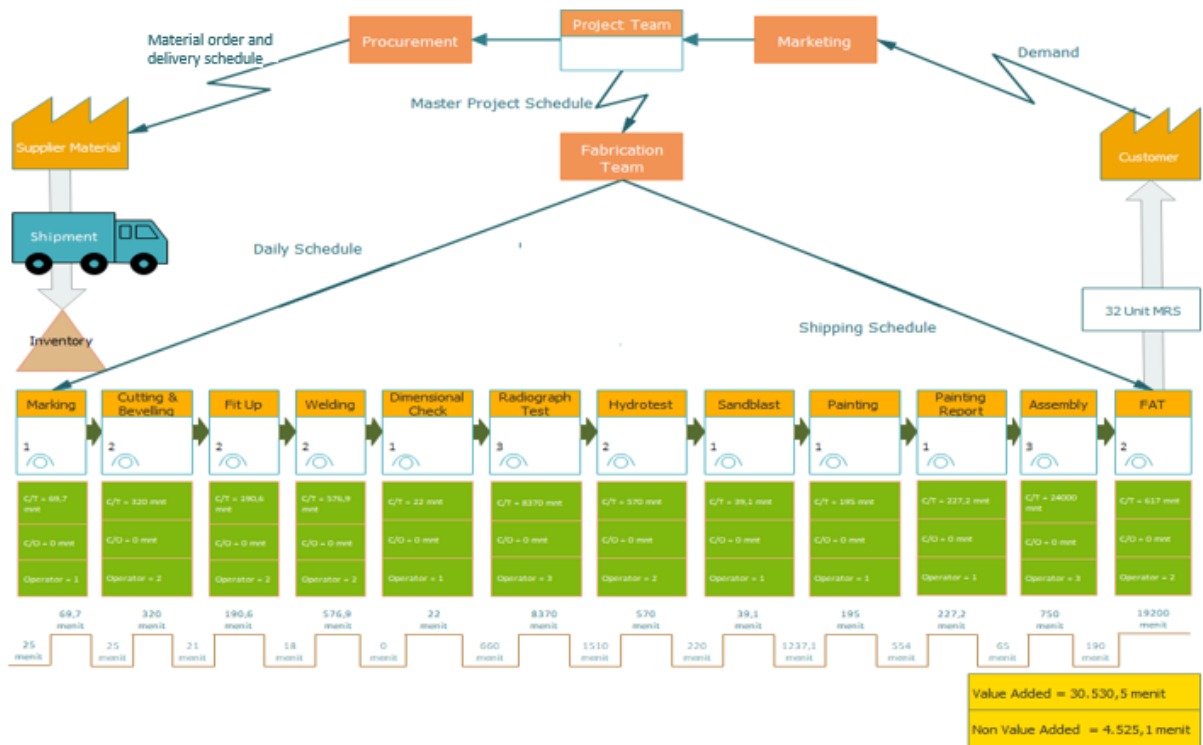 Material order and
delivery schedule
Procurement
Project Team
Marketing
Demand
Master Project Schedule
Supplier Material
Fabrication
Team
Customer
Shipment
Daily Schedule
32 Unit MRS
Inventory
Shipping Schedule
Marking
Cutting &
Bevelling
Fit Up
Welding
Dimensional
Check
Radiograph
Test
Hydrotest
Sandblast
Painting
Painting
Report
Assembly
FAT
1
2
2
2
1
3
2
1
1
1
3
2
C/T = 69,7
mnt
C/T = 320 mnt
C/T = 190,6
mnt
C/T = 576,9
mnt
C/T = 22 mnt
C/T = 8370 mnt
C/T = 570 mnt
C/T = 39,1 mnt
C/T = 195 mnt
C/T = 227,2 mnt
C/T = 24000
mnt
C/T = 617 mnt
C/O = 0 mnt
C/O = 0 mnt
C/O = 0 mnt
C/O = 0 mnt
C/O = 0 mnt
C/O = 0 mnt
C/O = 0 mnt
C/O = 0 mnt
C/O = 0 mnt
C/O = 0 mnt
C/O = 0 mnt
C/O = 0 mnt
Operator = 1
Operator = 2
Operator = 2
Operator = 2
Operator = 1
Operator = 3
Operator = 2
Operator = 1
Operator = 1
Operator = 1
Operator = 3
Operator = 2
69,7
menit
320
menit
190,6
menit
576,9
menit
22
menit
8370
menit
570
menit
39,1
menit
195
menit
227,2
menit
750
menit
19200
menit
25
menit
25
menit
21
menit
18
menit
0
menit
660
menit
1510
menit
220
menit
1237,1
menit
554
menit
65
menit
190
menit
Value Added = 30.530,5 menit
Non Value Added = 4.525,1 menit